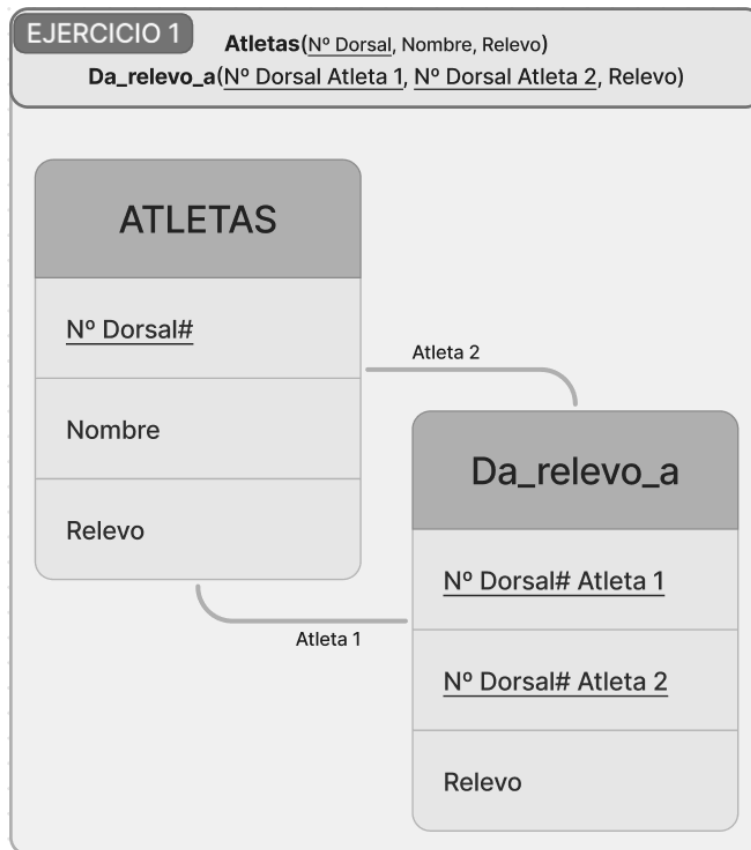 EJERCICIO 1
Atletas(Nº Dorsal, Nombre, Relevo)
Da_relevo_a(Nº Dorsal Atleta 1, Nº Dorsal Atleta 2, Relevo)
ATLETAS
Nº Dorsal#
Nombre
Relevo
Atleta 2
Da_relevo_a
Nº Dorsal# Atleta 1
Nº Dorsal# Atleta 2
Relevo
Atleta 1